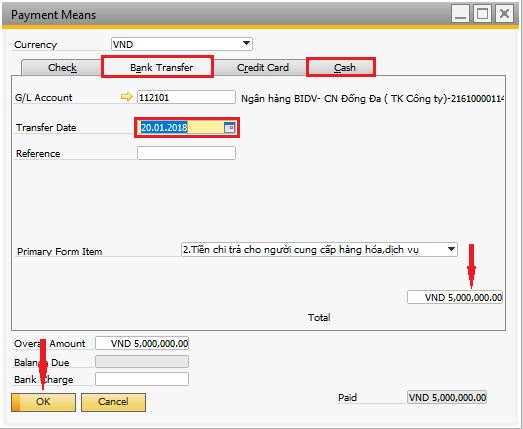 Payment Means
Currency VND
Check Bank Transfer Credit Card Cash
G/L Account 112101 Ngân hàng BIDV- CN Đống Đa ( TK Công ty)-21610000114
Transfer Date 20.01.2018
Reference
Primary Form Item 2.Tiền chi trả cho người cung cấp hàng hóa,dịch vụ
VND 5,000,000.00
Total
Overall Amount VND 5,000,000.00
Balance Due
Bank Charge
OK Cancel Paid VND 5,000,000.00